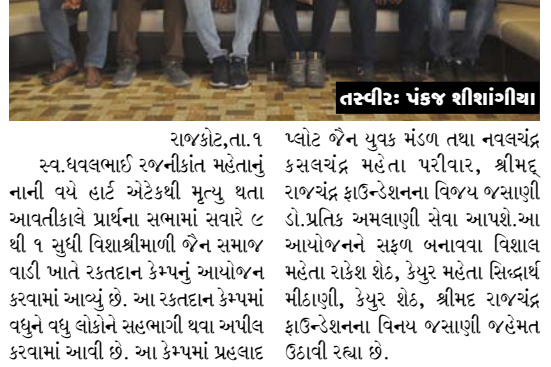 તસ્વીરઃ પંકજ શીશાંગીયા
રાજકોટ,તા.૧
સ્વ.ધવલભાઈ રજનીકાંત મહેતાનું
નાની વયે હાર્ટ એટેકથી મૃત્યુ થતા
આવતીકાલે પ્રાર્થના સભામાં સવારે ૯
થી ૧ સુધી વિશાશ્રીમાળી જૈન સમાજ
વાડી ખાતે રકતદાન કેમ્પનું આયોજન
કરવામાં આવ્યું છે. આ રકતદાન કેમ્પમાં
વધુને વધુ લોકોને સહભાગી થવા અપીલ
કરવામાં આવી છે. આ કેમ્પમાં પ્રહલાદ
પ્લોટ જૈન યુવક મંડળ તથા નવલચંદ્ર
કસલચંદ્ર મહેતા પરીવાર, શ્રીમદ્
રાજચંદ્ર ફાઉન્ડેશનના વિજય જસાણી
ડો.પ્રતિક અમલાણી સેવા આપશે.આ
આયોજનને સફળ બનાવવા વિશાલ
મહેતા રાકેશ શેઠ, કેયુર મહેતા સિધ્ધાર્થ
મીઠાણી, કેયુર શેઠ, શ્રીમદ રાજચંદ્ર
ફાઉન્ડેશનના વિનય જસાણી જહેમત
ઉઠાવી રહ્યા છે.